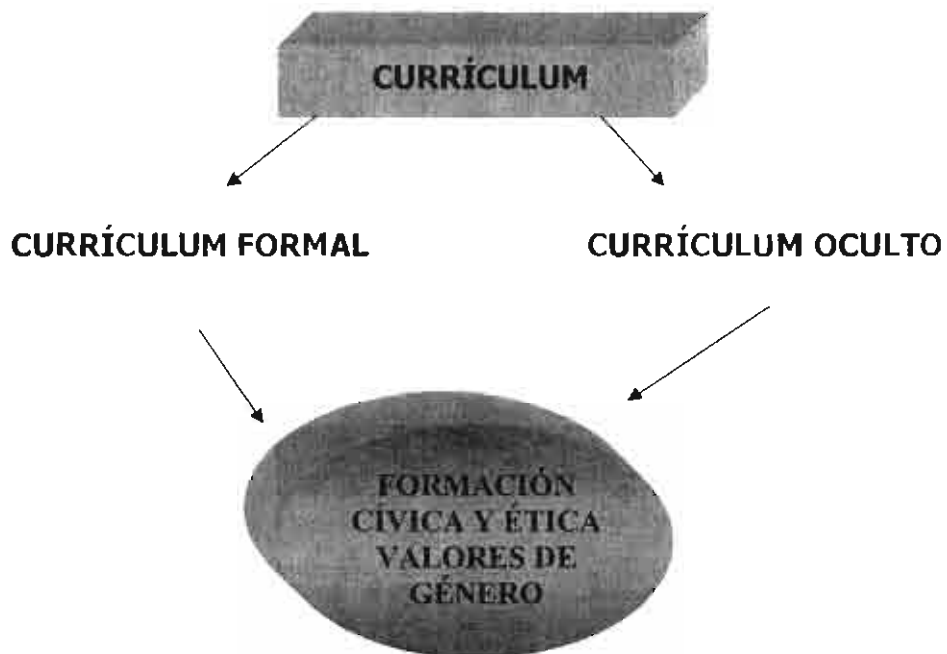 CURRÍCULUM
CURRÍCULUM FORMAL
CURRÍCULUM OCULTO
FORMACIÓN
CÍVICA Y ÉTICA
VALORES DE
GÉNERO